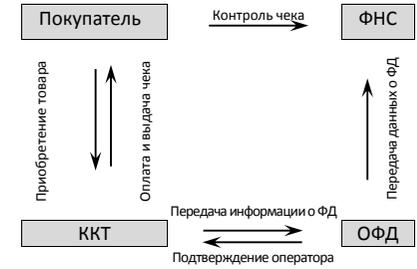 Покупатель
Контроль чека
ФНС
Приобретение товара
Оплата и выдача чека
Передача данных о ФД
Передача информации о ФД
ККТ
ОФД
Подтверждение оператора